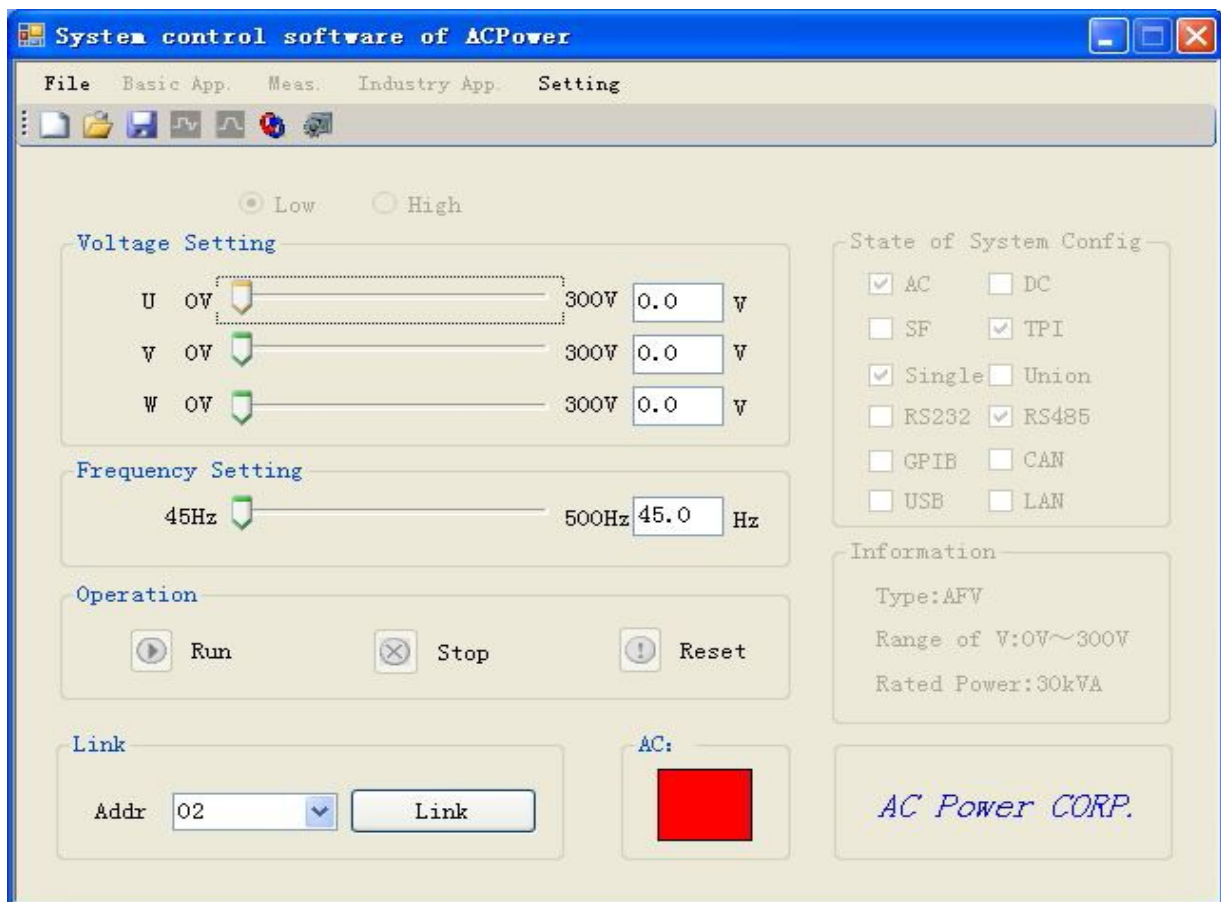 System control software of ACPower
File Basic App. Meas. Industry App. Setting
Low High
Voltage Setting
U 0V 300V 0.0 V
V 0V 300V 0.0 V
W 0V 300V 0.0 V
Frequency Setting
45Hz 500Hz 45.0 Hz
Operation
Run Stop Reset
Link
Addr 02 Link
AC:
State of System Config
AC DC
SF TPI
Single Union
RS232 RS485
GPIB CAN
USB LAN
Information
Type:AFV
Range of V:0V～300V
Rated Power:30kVA
AC Power CORP.